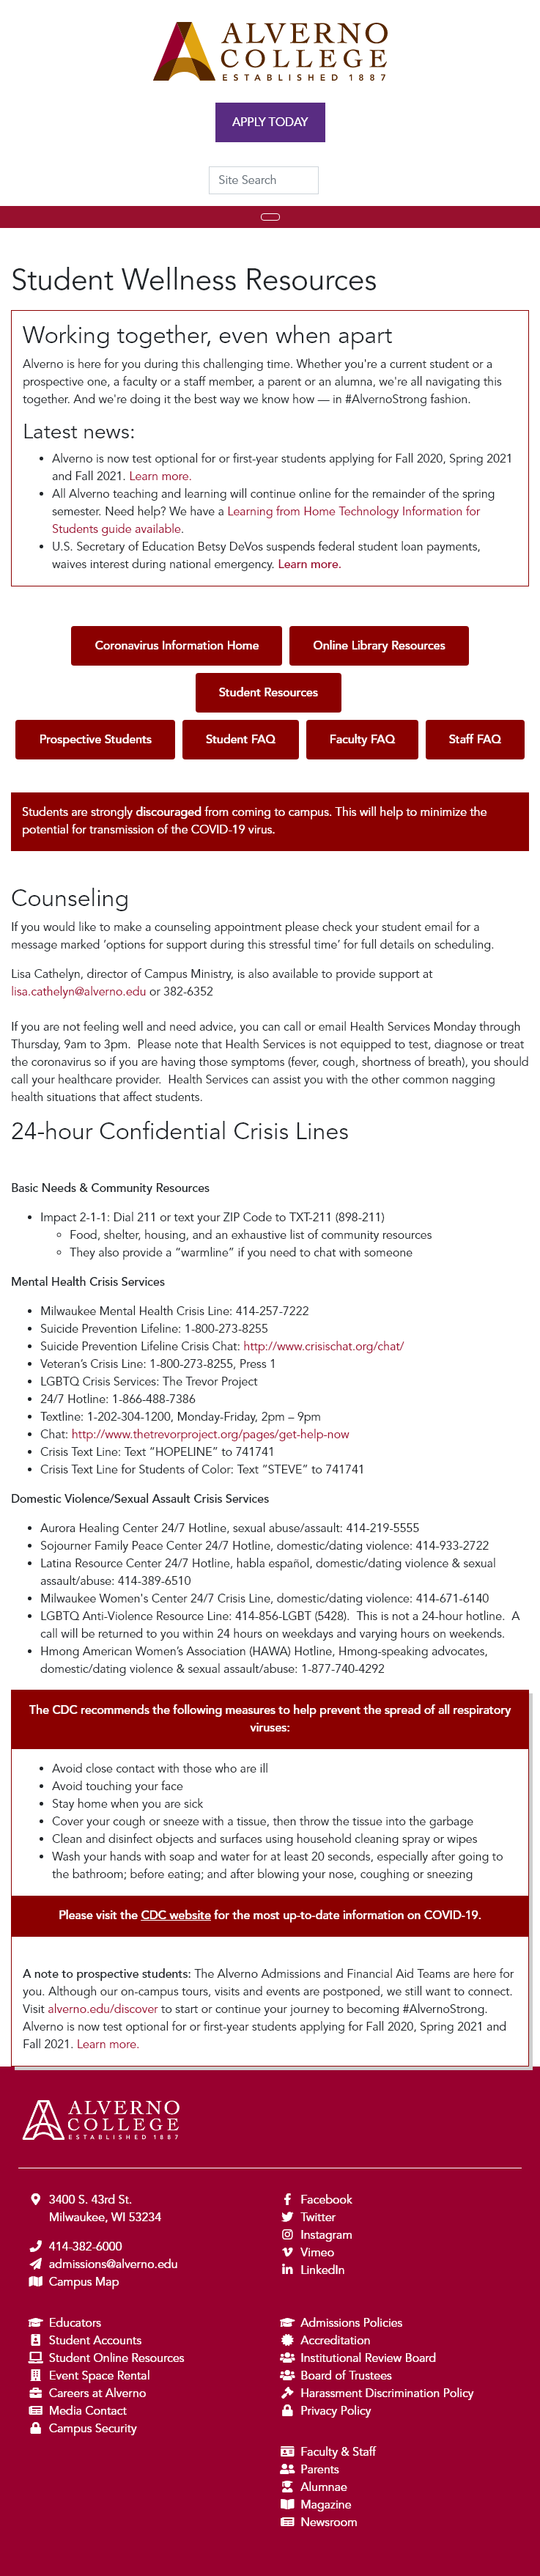 ALVERNO
COLLEGE
ESTABLISHED 1887
APPLY TODAY
Site Search
Student Wellness Resources
Working together, even when apart
Alverno is here for you during this challenging time. Whether you're a current student or a
prospective one, a faculty or a staff member, a parent or an alumna, we're all navigating this
together. And we're doing it the best way we know how — in #AlvernoStrong fashion.
Latest news:
• Alverno is now test optional for or first-year students applying for Fall 2020, Spring 2021
and Fall 2021. Learn more.
• All Alverno teaching and learning will continue online for the remainder of the spring
semester. Need help? We have a Learning from Home Technology Information for
Students guide available.
• U.S. Secretary of Education Betsy DeVos suspends federal student loan payments,
waives interest during national emergency. Learn more.
Coronavirus Information Home Online Library Resources
Student Resources
Prospective Students Student FAQ Faculty FAQ Staff FAQ
Students are strongly discouraged from coming to campus. This will help to minimize the
potential for transmission of the COVID-19 virus.
Counseling
If you would like to make a counseling appointment please check your student email for a
message marked ‘options for support during this stressful time’ for full details on scheduling.
Lisa Cathelyn, director of Campus Ministry, is also available to provide support at
lisa.cathelyn@alverno.edu or 382-6352
If you are not feeling well and need advice, you can call or email Health Services Monday through
Thursday, 9am to 3pm. Please note that Health Services is not equipped to test, diagnose or treat
the coronavirus so if you are having those symptoms (fever, cough, shortness of breath), you should
call your healthcare provider. Health Services can assist you with the other common nagging
health situations that affect students.
24-hour Confidential Crisis Lines
Basic Needs & Community Resources
• Impact 2-1-1: Dial 211 or text your ZIP Code to TXT-211 (898-211)
◦ Food, shelter, housing, and an exhaustive list of community resources
◦ They also provide a “warmline” if you need to chat with someone
Mental Health Crisis Services
• Milwaukee Mental Health Crisis Line: 414-257-7222
• Suicide Prevention Lifeline: 1-800-273-8255
• Suicide Prevention Lifeline Crisis Chat: http://www.crisischat.org/chat/
• Veteran’s Crisis Line: 1-800-273-8255, Press 1
• LGBTQ Crisis Services: The Trevor Project
• 24/7 Hotline: 1-866-488-7386
• Textline: 1-202-304-1200, Monday-Friday, 2pm – 9pm
• Chat: http://www.thetrevorproject.org/pages/get-help-now
• Crisis Text Line: Text “HOPELINE” to 741741
• Crisis Text Line for Students of Color: Text “STEVE” to 741741
Domestic Violence/Sexual Assault Crisis Services
• Aurora Healing Center 24/7 Hotline, sexual abuse/assault: 414-219-5555
• Sojourner Family Peace Center 24/7 Hotline, domestic/dating violence: 414-933-2722
• Latina Resource Center 24/7 Hotline, habla español, domestic/dating violence & sexual
assault/abuse: 414-389-6510
• Milwaukee Women's Center 24/7 Crisis Line, domestic/dating violence: 414-671-6140
• LGBTQ Anti-Violence Resource Line: 414-856-LGBT (5428). This is not a 24-hour hotline. A
call will be returned to you within 24 hours on weekdays and varying hours on weekends.
• Hmong American Women’s Association (HAWA) Hotline, Hmong-speaking advocates,
domestic/dating violence & sexual assault/abuse: 1-877-740-4292
The CDC recommends the following measures to help prevent the spread of all respiratory
viruses:
• Avoid close contact with those who are ill
• Avoid touching your face
• Stay home when you are sick
• Cover your cough or sneeze with a tissue, then throw the tissue into the garbage
• Clean and disinfect objects and surfaces using household cleaning spray or wipes
• Wash your hands with soap and water for at least 20 seconds, especially after going to
the bathroom; before eating; and after blowing your nose, coughing or sneezing
Please visit the CDC website for the most up-to-date information on COVID-19.
A note to prospective students: The Alverno Admissions and Financial Aid Teams are here for
you. Although our on-campus tours, visits and events are postponed, we still want to connect.
Visit alverno.edu/discover to start or continue your journey to becoming #AlvernoStrong.
Alverno is now test optional for or first-year students applying for Fall 2020, Spring 2021 and
Fall 2021. Learn more.
ALVERNO
COLLEGE
ESTABLISHED 1887
3400 S. 43rd St.
Milwaukee, WI 53234
414-382-6000
admissions@alverno.edu
Campus Map
Facebook
Twitter
Instagram
Vimeo
LinkedIn
Educators
Student Accounts
Student Online Resources
Event Space Rental
Careers at Alverno
Media Contact
Campus Security
Admissions Policies
Accreditation
Institutional Review Board
Board of Trustees
Harassment Discrimination Policy
Privacy Policy
Faculty & Staff
Parents
Alumnae
Magazine
Newsroom